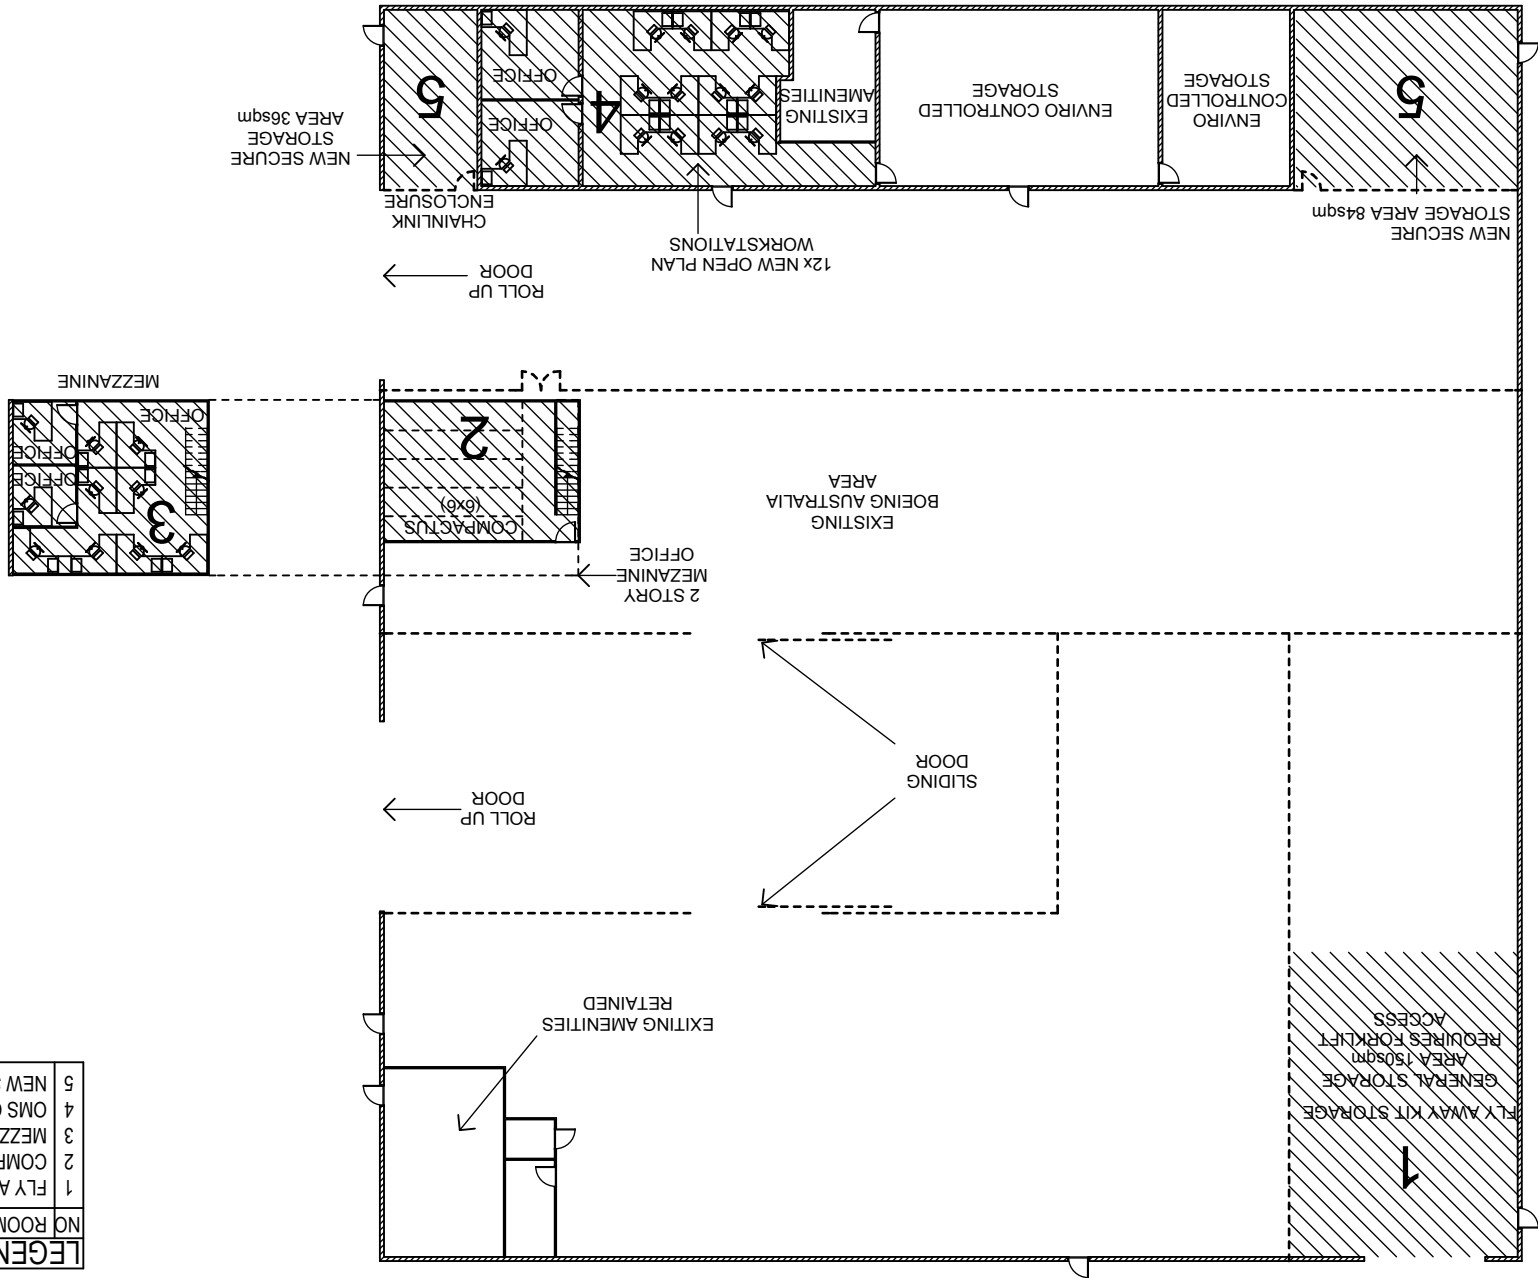 LEGEN
NO ROOM
1 FLY A
2 COMP
3 MEZZ
4 OMS
5 NEW
1
FLY AWAY KIT STORAGE
GENERAL STORAGE
AREA 150sqm
REQUIRES FORKLIFT
ACCESS
EXITING AMENITIES
RETAINED
SLIDING
DOOR
ROLL UP
DOOR
2 STORY
MEZANINE
OFFICE
EXISTING
BOEING AUSTRALIA
AREA
COMPACTUS
(6x6)
2
3
OFFICE
OFFICE
OFFICE
MEZZANINE
ROLL UP
DOOR
NEW SECURE
STORAGE AREA 84sqm
12x NEW OPEN PLAN
WORKSTATIONS
CHAINLINK
ENCLOSURE
NEW SECURE
STORAGE
AREA 36sqm
5
ENVIRO
CONTROLLED
STORAGE
ENVIRO CONTROLLED
STORAGE
EXISTING
AMENITIES
4
OFFICE
OFFICE
5